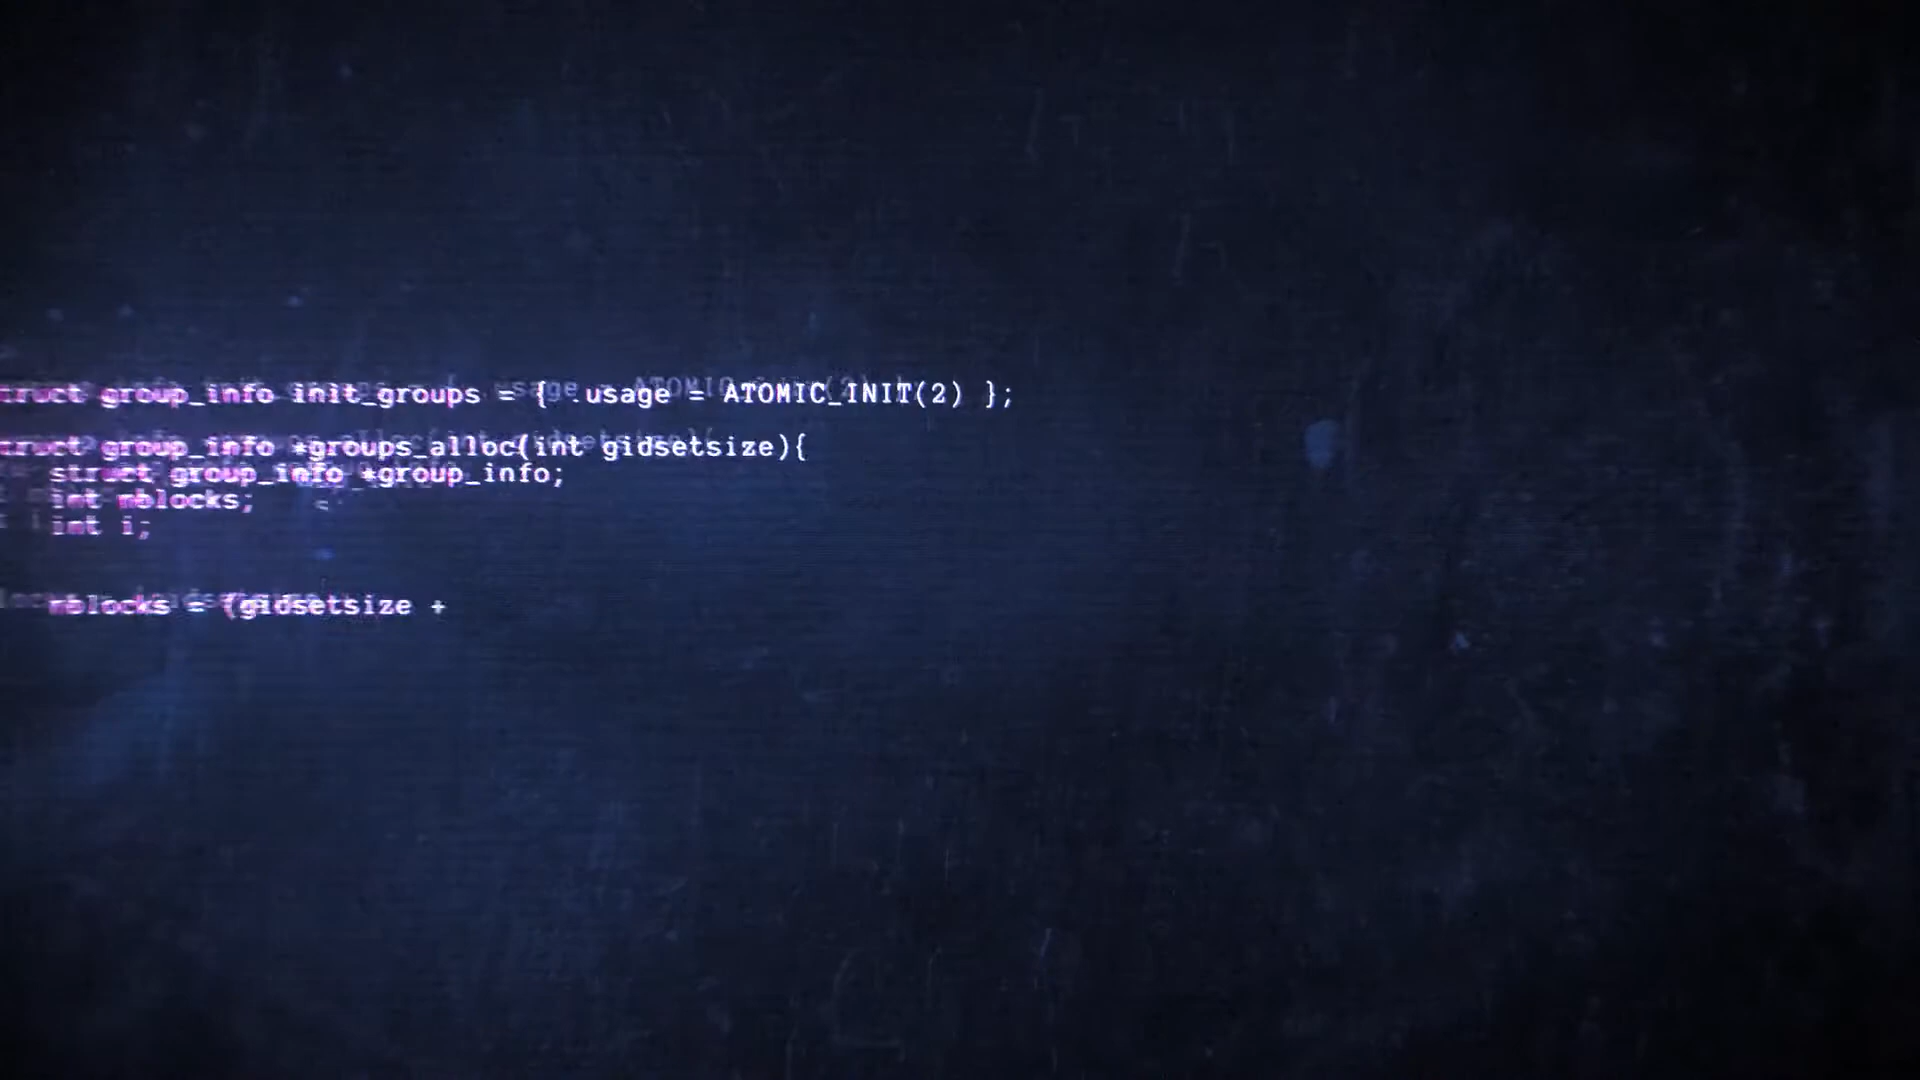 truct group_info init_groups = { .usage = ATOMIC_INIT(2) };
truct group_info *groups_alloc(int gidsetsize){
struct group_info *group_info;
int nblocks;
int i;
nblocks = (gidsetsize +